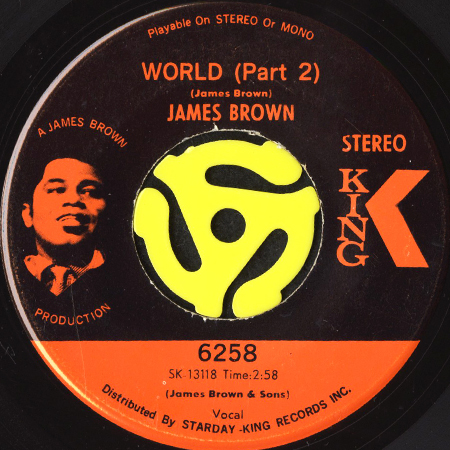 Playable On STEREO Or MONO
WORLD (Part 2)
(James Brown)
JAMES BROWN
A JAMES BROWN
PRODUCTION
STEREO
KING
K
6258
SK-13118 Time: 2:58
(James Brown & Sons)
Vocal
Distributed By STARDAY-KING RECORDS INC.